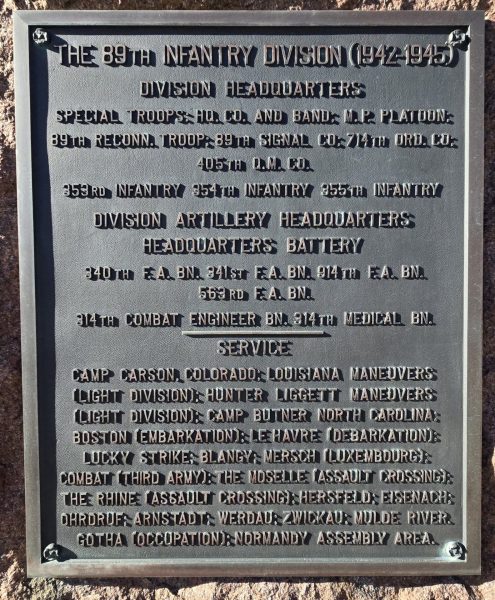 THE 89TH INFANTRY DIVISION (1942-1945)
DIVISION HEADQUARTERS
SPECIAL TROOPS: HQ. CO. AND BAND; M.P. PLATOON;
89TH RECONN. TROOP; 89TH SIGNAL CO; 714TH ORD. CO;
405TH Q.M. CO.
353RD INFANTRY 354TH INFANTRY 355TH INFANTRY
DIVISION ARTILLERY HEADQUARTERS
HEADQUARTERS BATTERY
340TH F.A. BN. 341ST F.A. BN. 914TH F.A. BN.
563RD F.A. BN.
314TH COMBAT ENGINEER BN. 314TH MEDICAL BN.
SERVICE
CAMP CARSON, COLORADO; LOUISIANA MANEUVERS
(LIGHT DIVISION); HUNTER LIGGETT MANEUVERS
(LIGHT DIVISION); CAMP BUTNER NORTH CAROLINA;
BOSTON (EMBARKATION); LE HAVRE (DEBARKATION);
LUCKY STRIKE; BLANGY; MERSCH (LUXEMBOURG);
COMBAT (THIRD ARMY); THE MOSELLE (ASSAULT CROSSING);
THE RHINE (ASSAULT CROSSING); HERSFELD; EISENACH;
OHRDRUF; ARNSTADT; WERDAU; ZWICKAU; MULDE RIVER.
GOTHA (OCCUPATION); NORMANDY ASSEMBLY AREA.